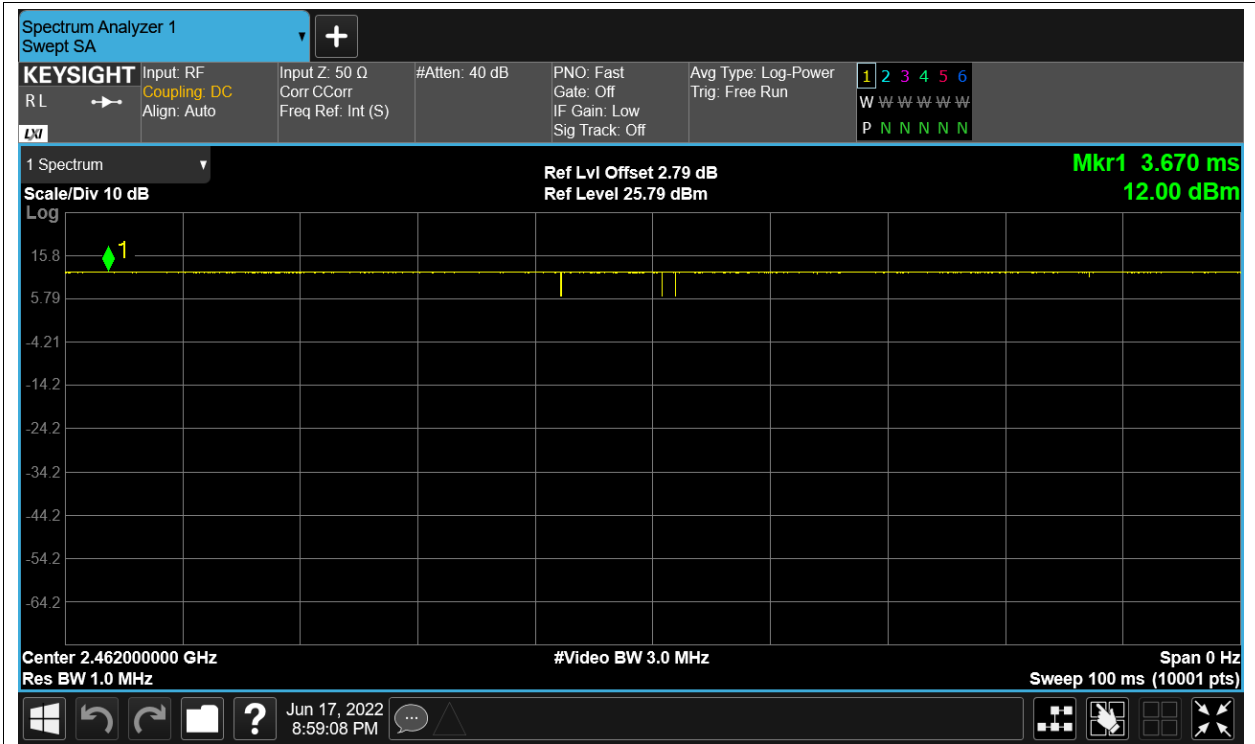 Spectrum Analyzer 1
Swept SA
KEYSIGHT
R L
LXI
Input: RF
Coupling: DC
Align: Auto
Input Z: 50 Ω
Corr CCorr
Freq Ref: Int (S)
#Atten: 40 dB
PNO: Fast
Gate: Off
IF Gain: Low
Sig Track: Off
Avg Type: Log-Power
Trig: Free Run
1 2 3 4 5 6
W W W W W W
P N N N N N
1 Spectrum
Scale/Div 10 dB
Log
Ref Lvl Offset 2.79 dB
Ref Level 25.79 dBm
Mkr1 3.670 ms
12.00 dBm
1
15.8
5.79
-4.21
-14.2
-24.2
-34.2
-44.2
-54.2
-64.2
Center 2.462000000 GHz
Res BW 1.0 MHz
#Video BW 3.0 MHz
Span 0 Hz
Sweep 100 ms (10001 pts)
?
Jun 17, 2022
8:59:08 PM